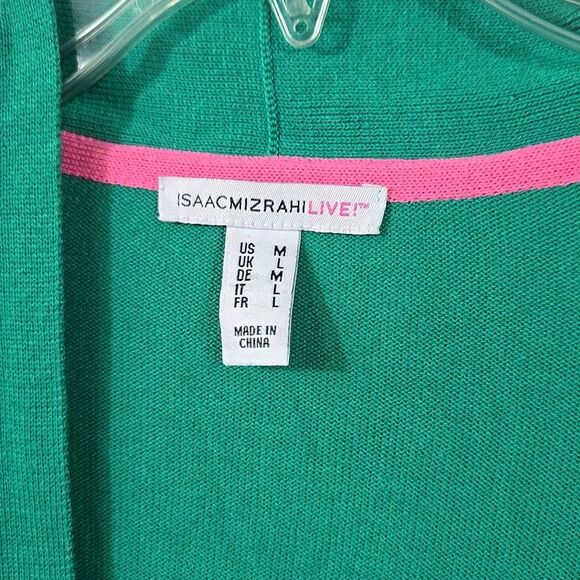 ISAACMIZRAHILIVE!™
US M
UK L
DE M
IT L
FR L
MADE IN
CHINA